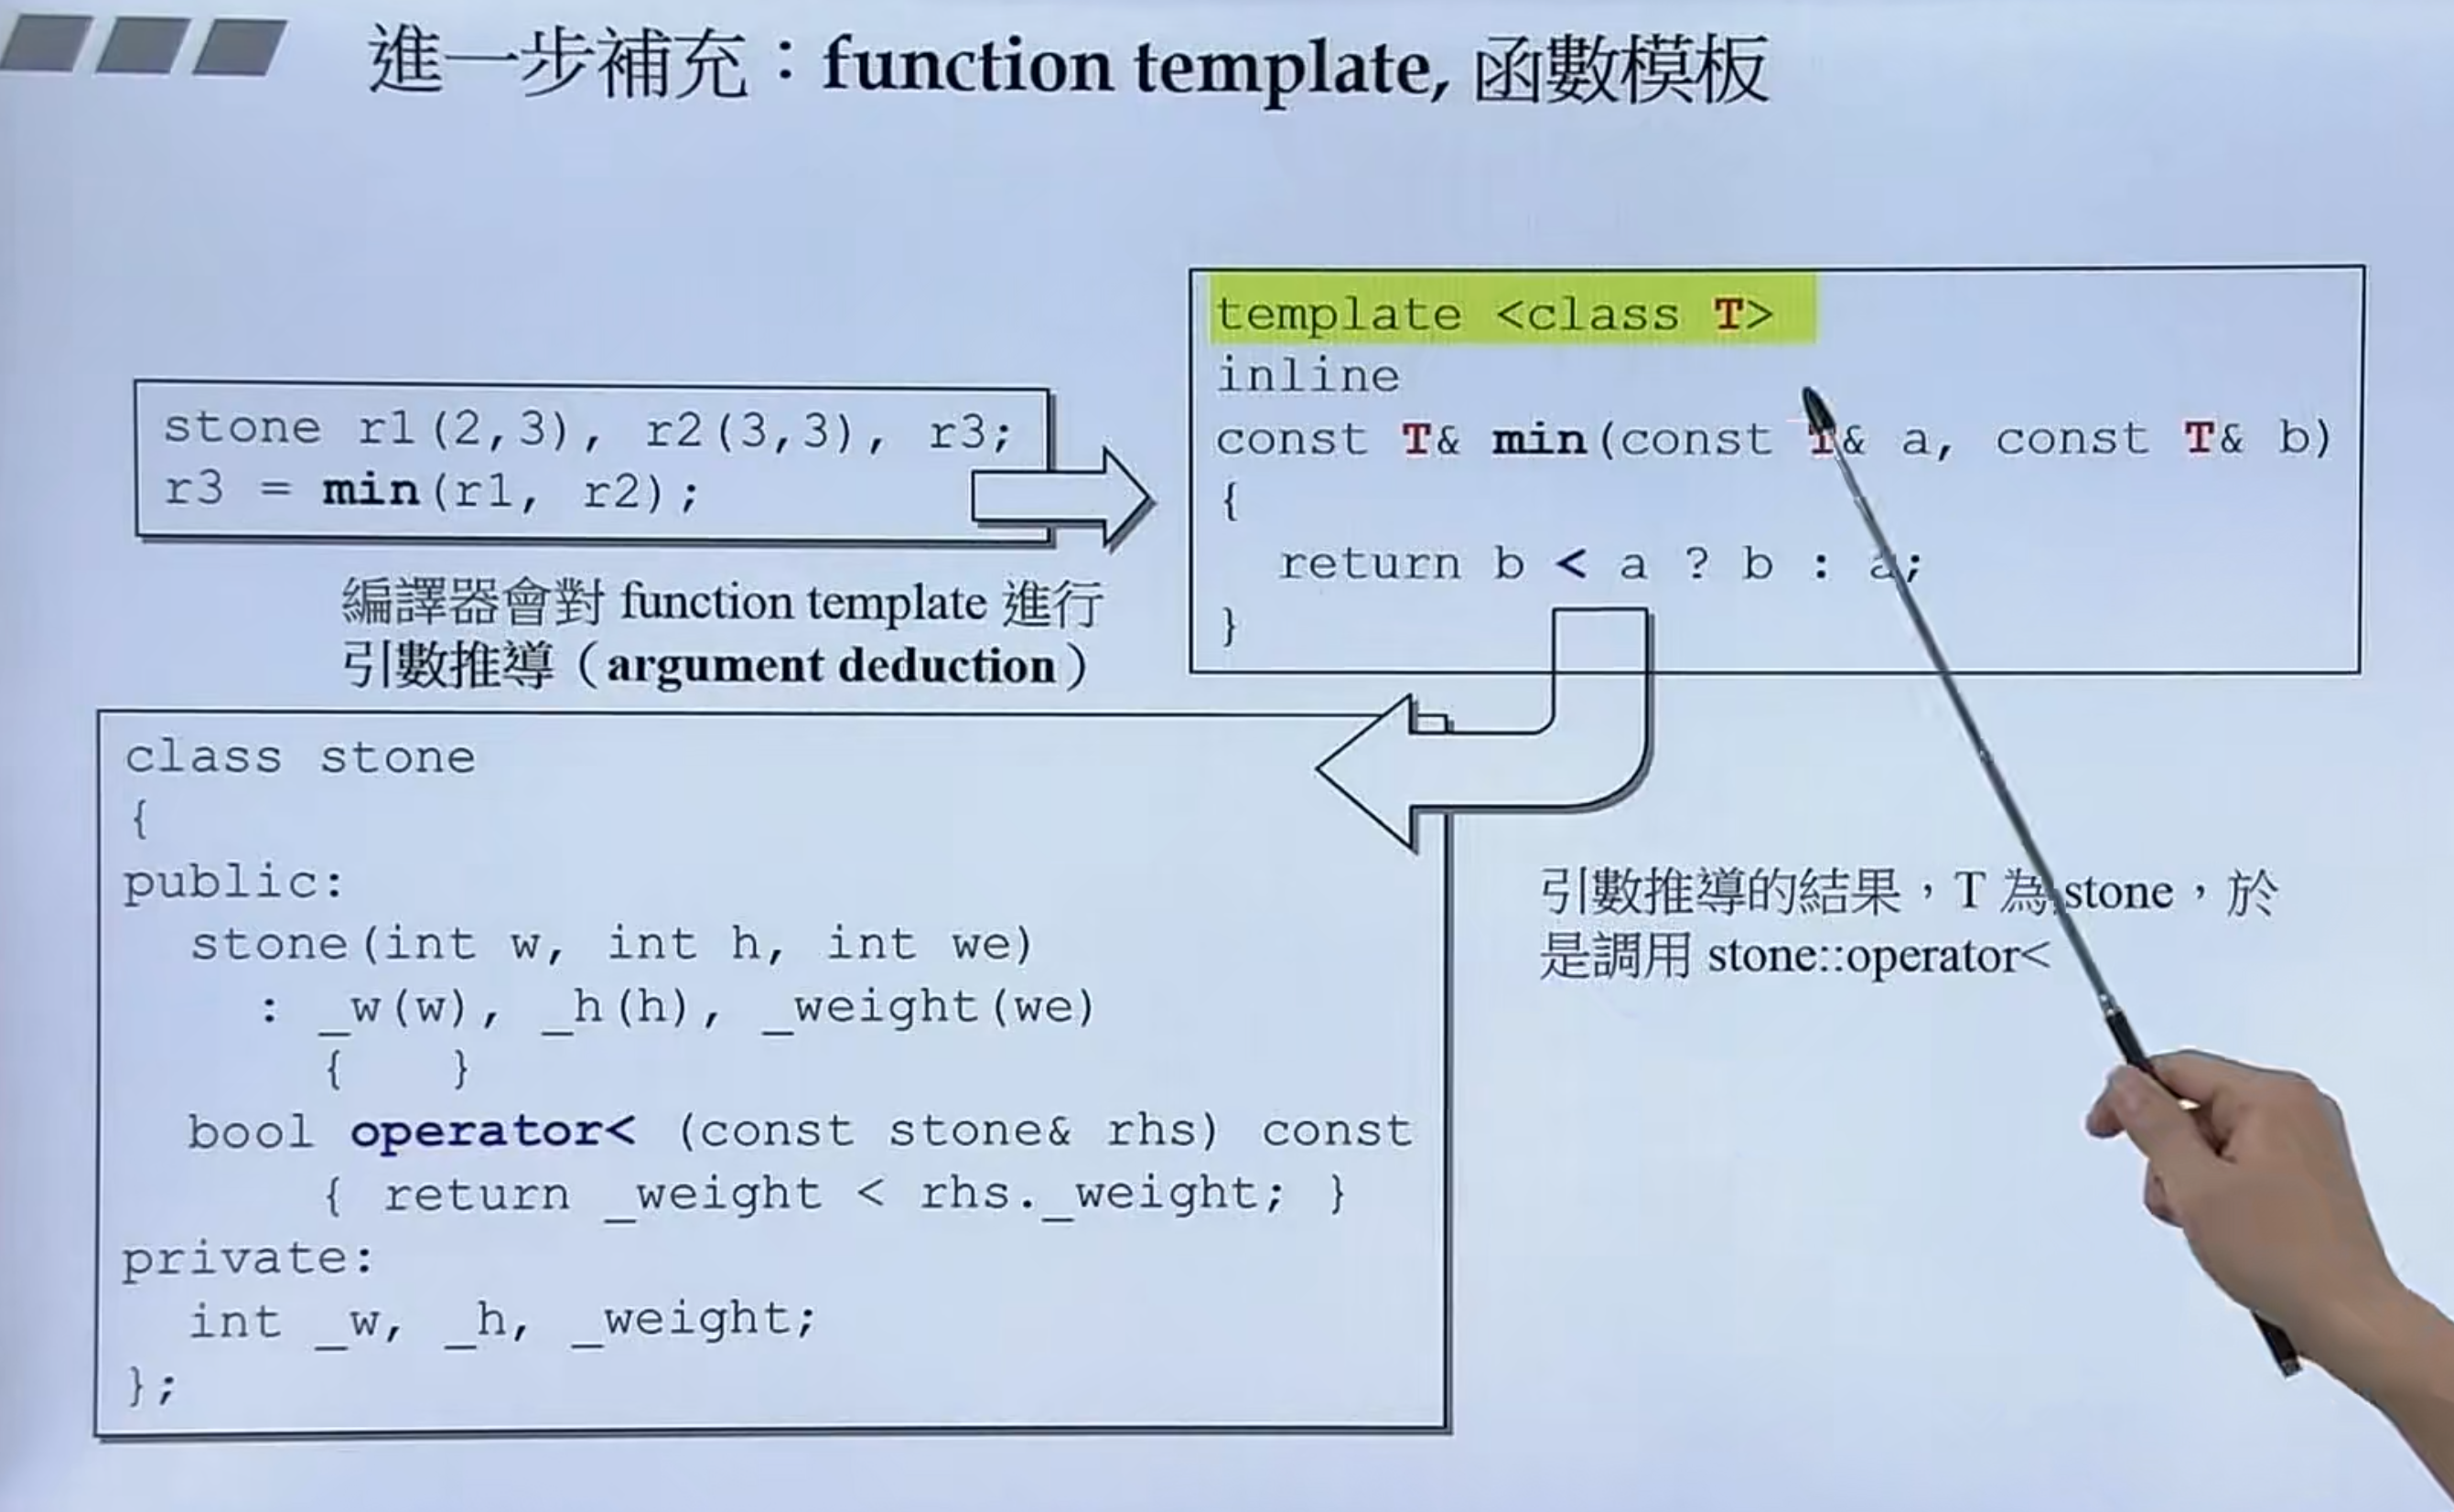 進一步補充：function template, 函數模板
stone r1(2,3), r2(3,3), r3;
r3 = min(r1, r2);
編譯器會對 function template 進行
引數推導（argument deduction）
template <class T>
inline
const T& min(const T& a, const T& b)
{
return b < a ? b : a;
}
引數推導的結果，T 為 stone，於
是調用 stone::operator<
class stone
{
public:
stone(int w, int h, int we)
: _w(w), _h(h), _weight(we)
{ }
bool operator< (const stone& rhs) const
{ return _weight < rhs._weight; }
private:
int _w, _h, _weight;
};